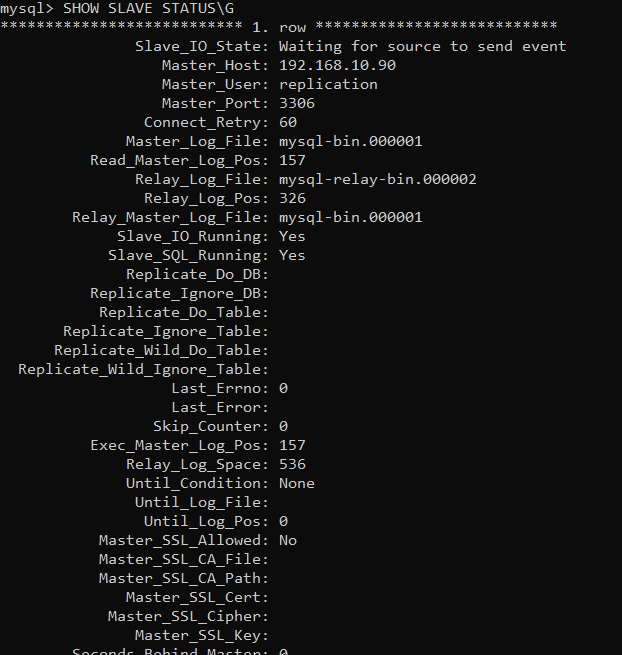 mysql> SHOW SLAVE STATUS\G
*************************** 1. row ***************************
Slave_IO_State: Waiting for source to send event
Master_Host: 192.168.10.90
Master_User: replication
Master_Port: 3306
Connect_Retry: 60
Master_Log_File: mysql-bin.000001
Read_Master_Log_Pos: 157
Relay_Log_File: mysql-relay-bin.000002
Relay_Log_Pos: 326
Relay_Master_Log_File: mysql-bin.000001
Slave_IO_Running: Yes
Slave_SQL_Running: Yes
Replicate_Do_DB:
Replicate_Ignore_DB:
Replicate_Do_Table:
Replicate_Ignore_Table:
Replicate_Wild_Do_Table:
Replicate_Wild_Ignore_Table:
Last_Errno: 0
Last_Error:
Skip_Counter: 0
Exec_Master_Log_Pos: 157
Relay_Log_Space: 536
Until_Condition: None
Until_Log_File:
Until_Log_Pos: 0
Master_SSL_Allowed: No
Master_SSL_CA_File:
Master_SSL_CA_Path:
Master_SSL_Cert:
Master_SSL_Cipher:
Master_SSL_Key:
Seconds_Behind_Master: 0